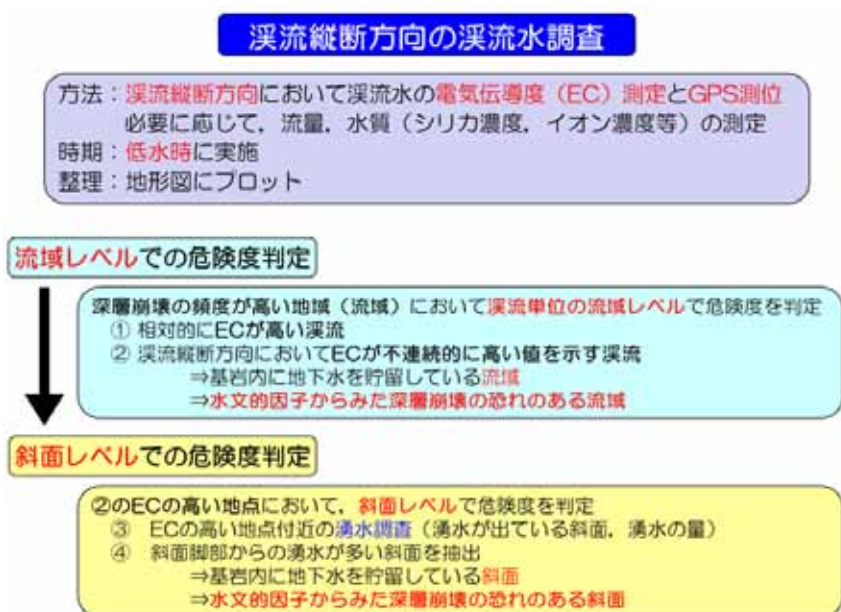 渓流縦断方向の渓流水調査
方法：渓流縦断方向において渓流水の電気伝導度（EC）測定とGPS測位
必要に応じて，流量，水質（シリカ濃度，イオン濃度等）の測定
時期：低水時に実施
整理：地形図にプロット
流域レベルでの危険度判定
深層崩壊の頻度が高い地域（流域）において渓流単位の流域レベルで危険度を判定
① 相対的にECが高い渓流
② 渓流縦断方向においてECが不連続的に高い値を示す渓流
⇒基岩内に地下水を貯留している流域
⇒水文的因子からみた深層崩壊の恐れのある流域
斜面レベルでの危険度判定
②のECの高い地点において，斜面レベルで危険度を判定
③ ECの高い地点付近の湧水調査（湧水が出ている斜面，湧水の量）
④ 斜面脚部からの湧水が多い斜面を抽出
⇒基岩内に地下水を貯留している斜面
⇒水文的因子からみた深層崩壊の恐れのある斜面